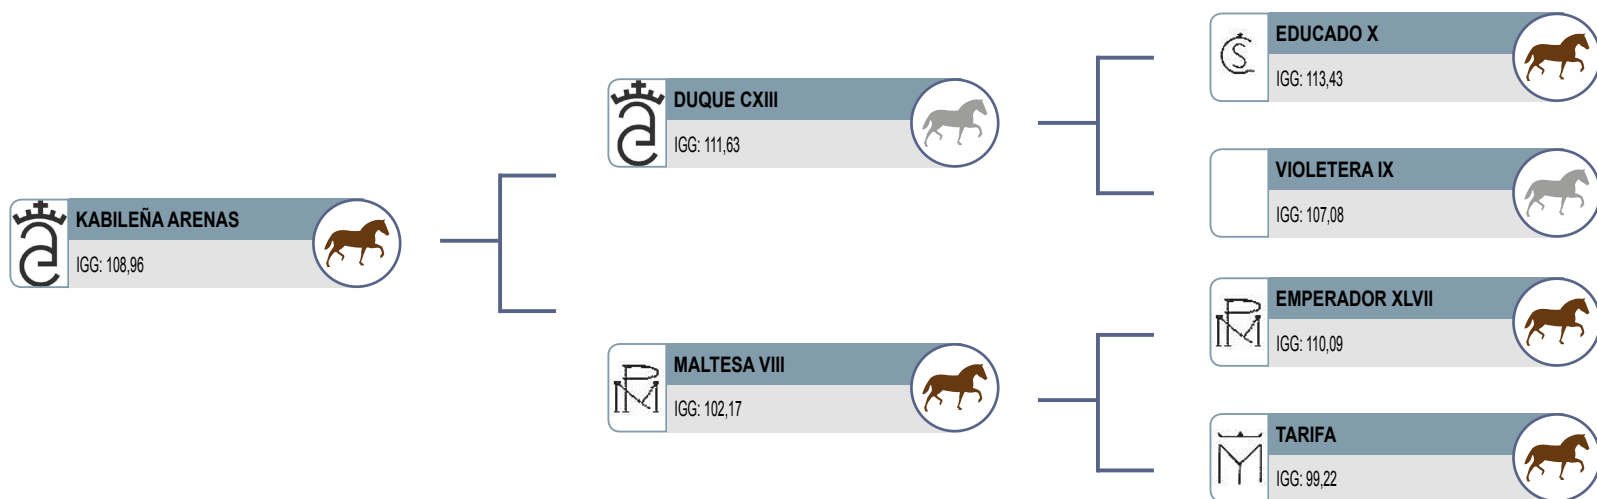 KABILEÑA ARENAS
IGG: 108,96
DUQUE CXIII
IGG: 111,63
MALTESA VIII
IGG: 102,17
EDUCADO X
IGG: 113,43
VIOLETERA IX
IGG: 107,08
EMPERADOR XLVII
IGG: 110,09
TARIFA
IGG: 99,22